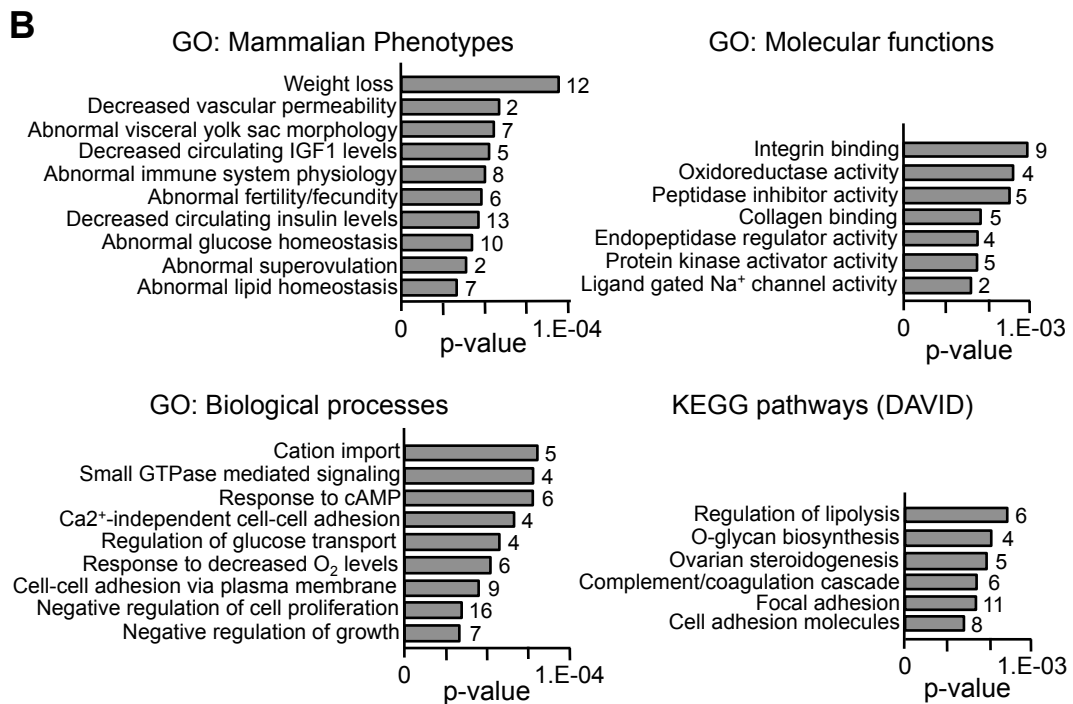 B
GO: Mammalian Phenotypes
Weight loss 12
Decreased vascular permeability 2
Abnormal visceral yolk sac morphology 7
Decreased circulating IGF1 levels 5
Abnormal immune system physiology 8
Abnormal fertility/fecundity 6
Decreased circulating insulin levels 13
Abnormal glucose homeostasis 10
Abnormal superovulation 2
Abnormal lipid homeostasis 7
0 1.E-04
p-value
GO: Molecular functions
Integrin binding 9
Oxidoreductase activity 4
Peptidase inhibitor activity 5
Collagen binding 5
Endopeptidase regulator activity 4
Protein kinase activator activity 5
Ligand gated Na⁺ channel activity 2
0 1.E-03
p-value
GO: Biological processes
Cation import 5
Small GTPase mediated signaling 4
Response to cAMP 6
Ca2⁺-independent cell-cell adhesion 4
Regulation of glucose transport 4
Response to decreased O₂ levels 6
Cell-cell adhesion via plasma membrane 9
Negative regulation of cell proliferation 16
Negative regulation of growth 7
0 1.E-04
p-value
KEGG pathways (DAVID)
Regulation of lipolysis 6
O-glycan biosynthesis 4
Ovarian steroidogenesis 5
Complement/coagulation cascade 6
Focal adhesion 11
Cell adhesion molecules 8
0 1.E-03
p-value